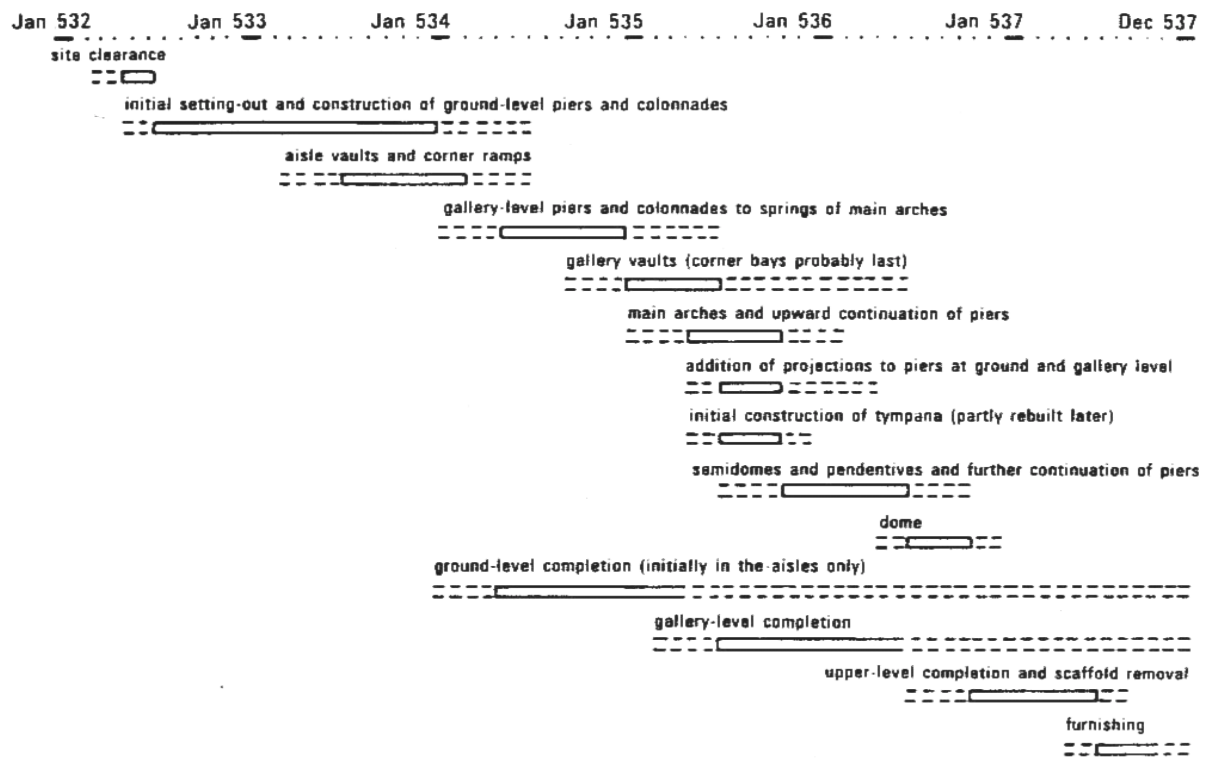 Jan 532 Jan 533 Jan 534 Jan 535 Jan 536 Jan 537 Dec 537
site clearance
initial setting-out and construction of ground-level piers and colonnades
aisle vaults and corner ramps
gallery-level piers and colonnades to springs of main arches
gallery vaults (corner bays probably last)
main arches and upward continuation of piers
addition of projections to piers at ground and gallery level
initial construction of tympana (partly rebuilt later)
semidomes and pendentives and further continuation of piers
dome
ground-level completion (initially in the aisles only)
gallery-level completion
upper-level completion and scaffold removal
furnishing